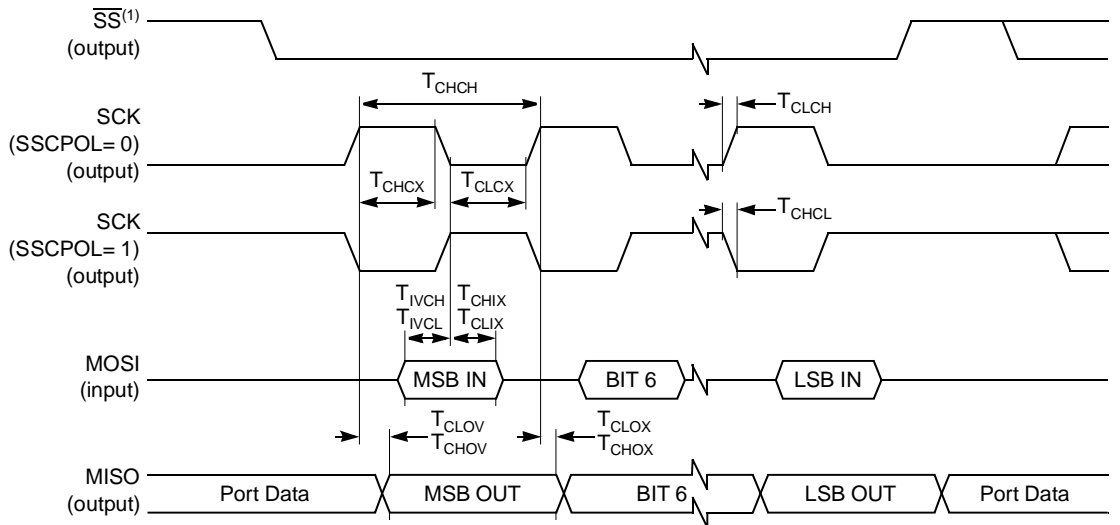 SS(1)
(output)
TCHCH
TCLCH
SCK
(SSCPOL= 0)
(output)
TCHCX
TCLCX
TCHCL
SCK
(SSCPOL= 1)
(output)
TIVCH
TIVCL
TCHIX
TCLIX
MOSI
(input)
MSB IN
BIT 6
LSB IN
TCLOV
TCHOV
TCLOX
TCHOX
MISO
(output)
Port Data
MSB OUT
BIT 6
LSB OUT
Port Data